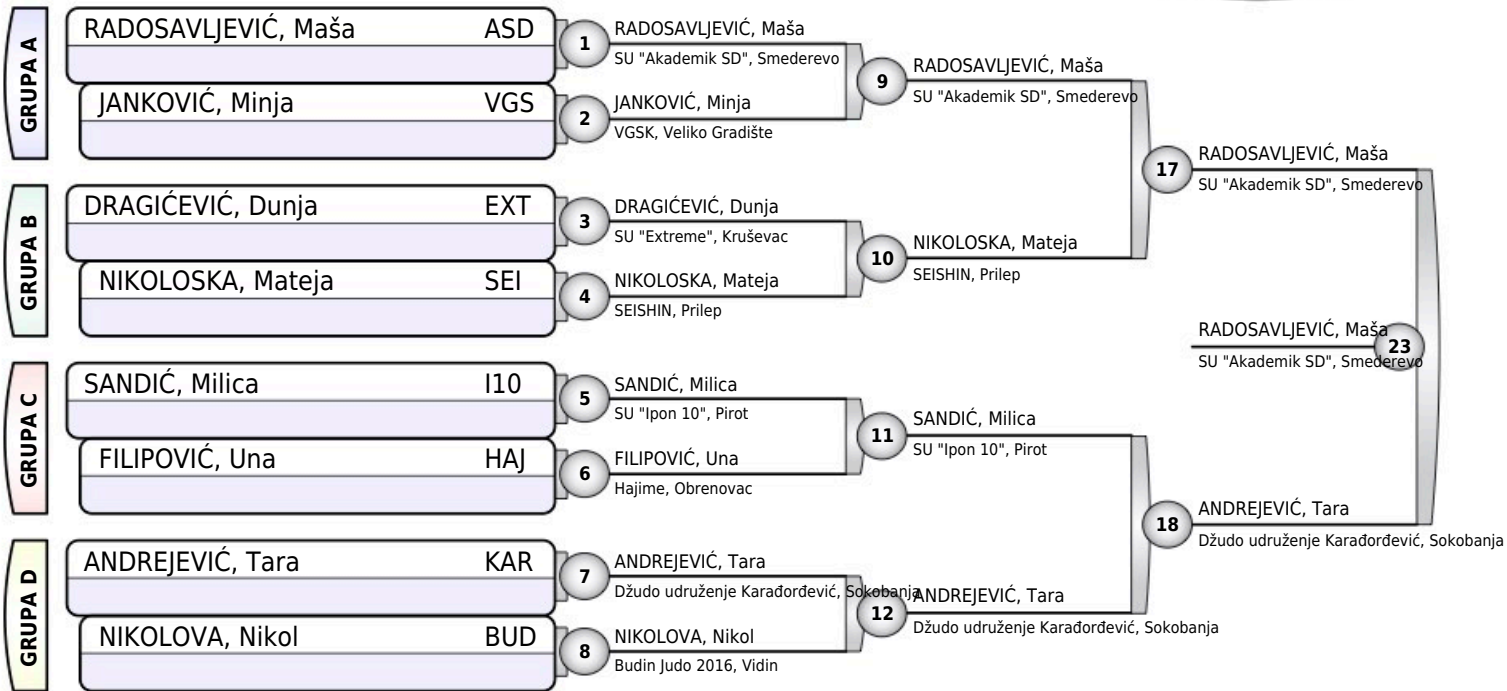 GRUPA A
RADOSAVLJEVIĆ, Maša ASD
JANKOVIĆ, Minja VGS
GRUPA B
DRAGIĆEVIĆ, Dunja EXT
NIKOLOSKA, Mateja SEI
GRUPA C
SANDIĆ, Milica I10
FILIPOVIĆ, Una HAJ
GRUPA D
ANDREJEVIĆ, Tara KAR
NIKOLOVA, Nikol BUD
1
RADOSAVLJEVIĆ, Maša
SU "Akademik SD", Smederevo
2
JANKOVIĆ, Minja
VGSK, Veliko Gradište
3
DRAGIĆEVIĆ, Dunja
SU "Extreme", Kruševac
4
NIKOLOSKA, Mateja
SEISHIN, Prilep
5
SANDIĆ, Milica
SU "Ipon 10", Pirot
6
FILIPOVIĆ, Una
Hajime, Obrenovac
7
ANDREJEVIĆ, Tara
Džudo udruženje Karađorđević, Sokobanja
8
NIKOLOVA, Nikol
Budin Judo 2016, Vidin
9
RADOSAVLJEVIĆ, Maša
SU "Akademik SD", Smederevo
10
NIKOLOSKA, Mateja
SEISHIN, Prilep
11
SANDIĆ, Milica
SU "Ipon 10", Pirot
12
ANDREJEVIĆ, Tara
Džudo udruženje Karađorđević, Sokobanja
17
RADOSAVLJEVIĆ, Maša
SU "Akademik SD", Smederevo
18
ANDREJEVIĆ, Tara
Džudo udruženje Karađorđević, Sokobanja
23
RADOSAVLJEVIĆ, Maša
SU "Akademik SD", Smederevo